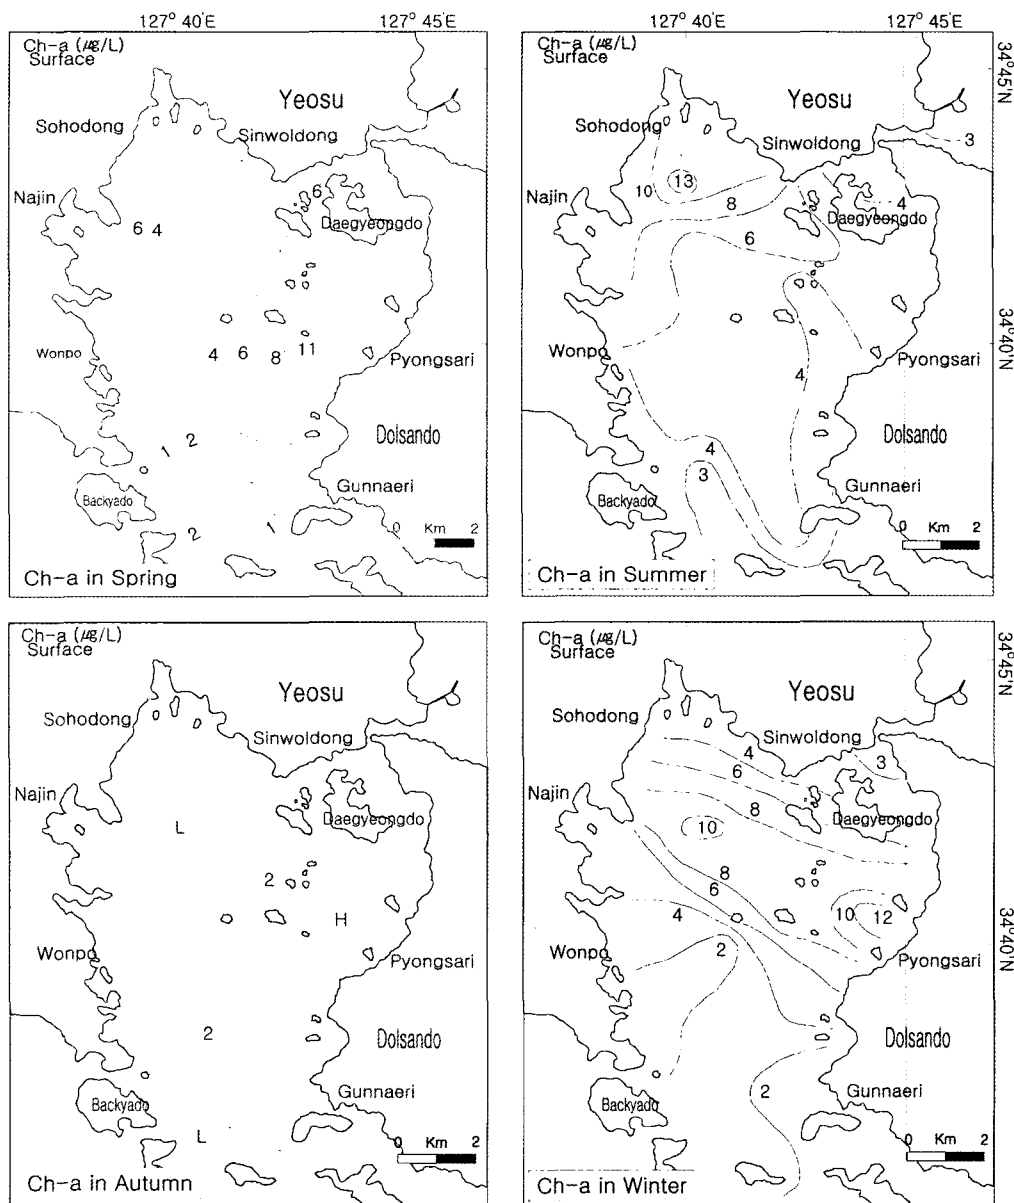 127° 40'E
127° 45'E
127° 40'E
127° 45'E
Ch-a (㎍/L)
Surface
Yeosu
Sohodong
Sinwoldong
Najin
6
Daegyeongdo
6 4
4 6 8 11
Wonpo
Pyongsari
1 2
Dolsando
Gunnaeri
Backyado
2
1
0 Km 2
Ch-a in Spring
Ch-a (㎍/L)
Surface
34°45'N
Yeosu
Sohodong
Sinwoldong
3
Najin
10
13
8
4
Daegyeongdo
6
34°40'N
Wonpo
Pyongsari
4
4
3
Dolsando
Gunnaeri
Backyado
0 Km 2
Ch-a in Summer
Ch-a (㎍/L)
Surface
Yeosu
Sohodong
Sinwoldong
Najin
L
Daegyeongdo
2
H
Wonpo
Pyongsari
2
Dolsando
Gunnaeri
Backyado
L
0 Km 2
Ch-a in Autumn
Ch-a (㎍/L)
Surface
34°45'N
Yeosu
Sohodong
Sinwoldong
4
3
6
Najin
8
Daegyeongdo
10
8
6
4
10 12
34°40'N
Wonpo
2
Pyongsari
Dolsando
2
Gunnaeri
Backyado
0 Km 2
Ch-a in Winter